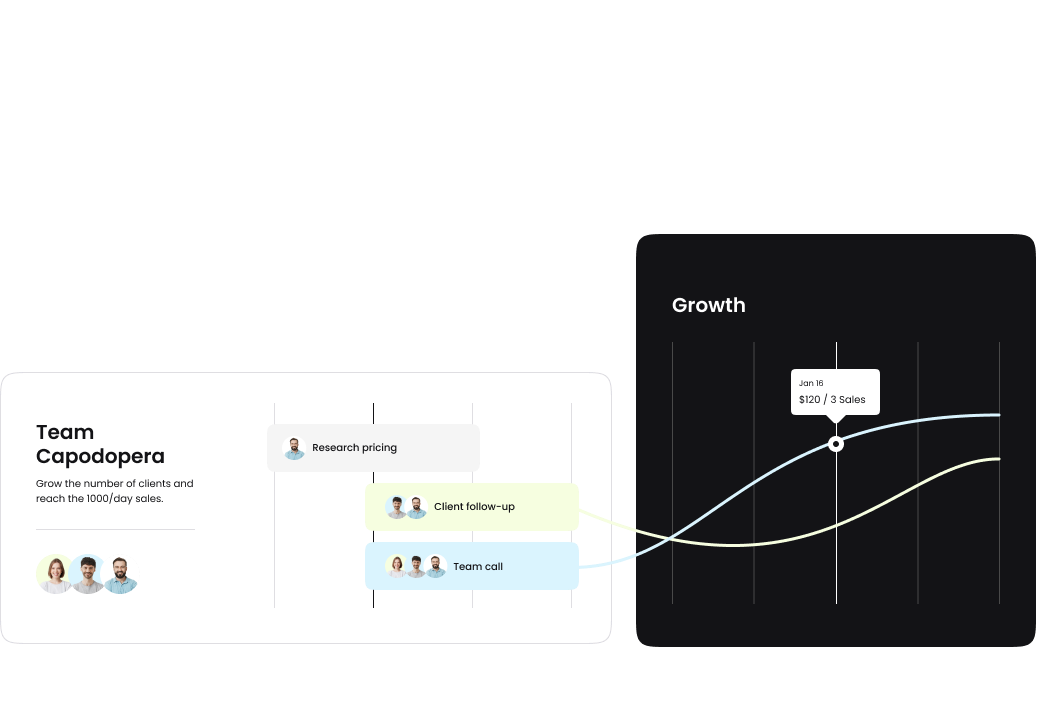 Team
Capodopera
Grow the number of clients and
reach the 1000/day sales.
Research pricing
Client follow-up
Team call
Growth
Jan 16
$120 / 3 Sales